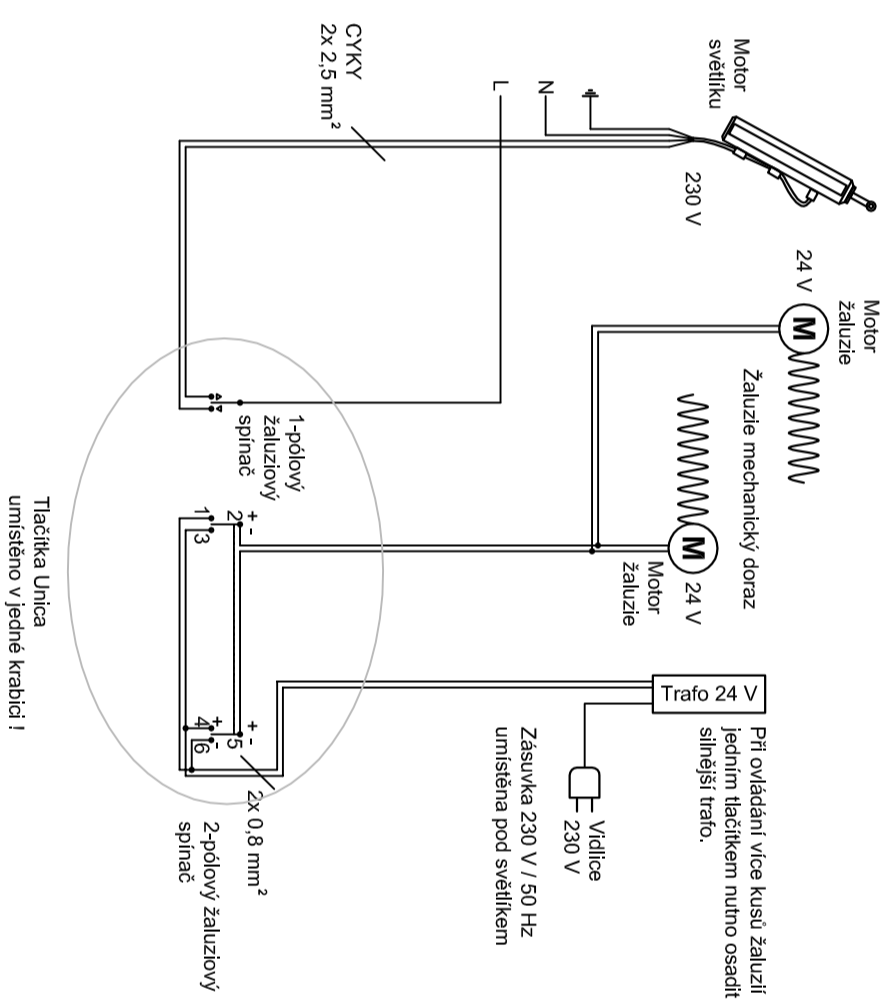 Motor
světlíku
230 V
N
L
CYKY
2x 2,5 mm²
Motor
žaluzie
24 V
M
Žaluzie mechanický doraz
M
24 V
Motor
žaluzie
1-pólový
žaluziový
spínač
+ -
2
1 3
+ -
5
4 + - 6
2x 0,8 mm²
2-pólový žaluziový
spínač
Trafo 24 V
Při ovládání více kusů žaluzií
jedním tlačítkem nutno osadit
silnější trafo.
Vidlice
230 V
Zásuvka 230 V / 50 Hz
umístěna pod světlíkem
Tlačítka Unica
umístěno v jedné krabici !